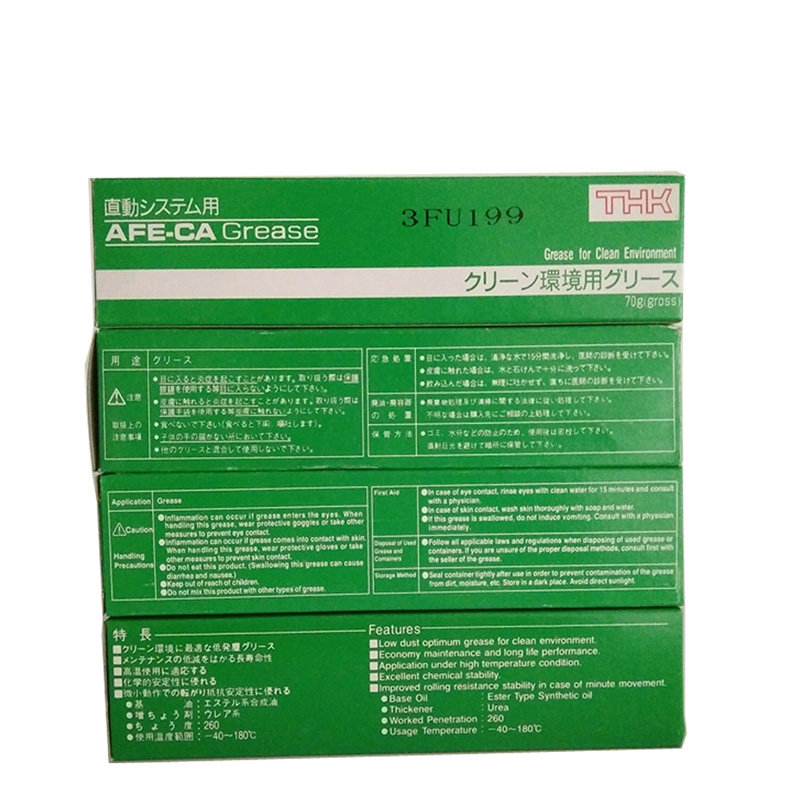 直動システム用
AFE-CA Grease
3FU199
THK
Grease for Clean Environment
クリーン環境用グリース
70g(gross)
用途 クリース
注意
取扱上の
注意事項
●目に入ると炎症を起こすことがあります。取り扱う際は保護
眼鏡を使用する等目に入らないようにして下さい。
●皮膚に触れると炎症を起こすことがあります。取り扱う際は
保護手袋を使用する等皮膚に触れないようにして下さい。
●食べないで下さい(食べると下痢、嘔吐します)。
●子供の手の届かない所において下さい。
●他のグリースと混合して使用しないで下さい。
応急処置
●目に入った場合は、清浄な水で15分間洗浄し、医師の診断を受けて下さい。
●皮膚に触れた場合は、水と石けんで十分に洗って下さい。
●飲み込んだ場合は、無理に吐かせず、直ちに医師の診断を受けて下さい。
廃油・廃容器
の処置
●廃棄物処理及び清掃に関する法律に従い処理して下さい。
不明な場合は購入先にご相談の上処理して下さい。
保管方法
●ゴミ、水分などの防止のため、使用後は密栓して下さい。
直射日光を避けて暗所に保管して下さい。
Application Grease
Caution
Handling
Precautions
●Inflammation can occur if grease enters the eyes. When
handling this grease, wear protective goggles or take other
measures to prevent eye contact.
●Inflammation can occur if grease comes into contact with skin.
When handling this grease, wear protective gloves or take
other measures to prevent skin contact.
●Do not eat this product. (Swallowing this grease can cause
diarrhea and nausea.)
●Keep out of reach of children.
●Do not mix this product with other types of grease.
First Aid
●In case of eye contact, rinse eyes with clean water for 15 minutes and consult
with a physician.
●In case of skin contact, wash skin thoroughly with soap and water.
●If this grease is swallowed, do not induce vomiting. Consult with a physician
immediately.
Disposal of Used
Grease and
Containers
●Follow all applicable laws and regulations when disposing of used grease or
containers. If you are unsure of the proper disposal methods, consult first with
the seller of the grease.
Storage Method
●Seal container tightly after use in order to prevent contamination of the grease
from dirt, moisture, etc. Store in a dark place. Avoid direct sunlight.
特長
■クリーン環境に最適な低発塵グリース
■メンテナンスの低減をはかる長寿命性
■高温使用に適応する
■化学的安定性に優れる
■微小動作での転がり抵抗安定性に優れる
●基油:エステル系合成油
●増ちょう剤:ウレア系
●ちょう度:260
●使用温度範囲:-40~180℃
Features
■Low dust optimum grease for clean environment.
■Economy maintenance and long life performance.
■Application under high temperature condition.
■Excellent chemical stability.
■Improved rolling resistance stability in case of minute movement.
●Base Oil : Ester Type Synthetic oil
●Thickener : Urea
●Worked Penetration : 260
●Usage Temperature : -40~180℃